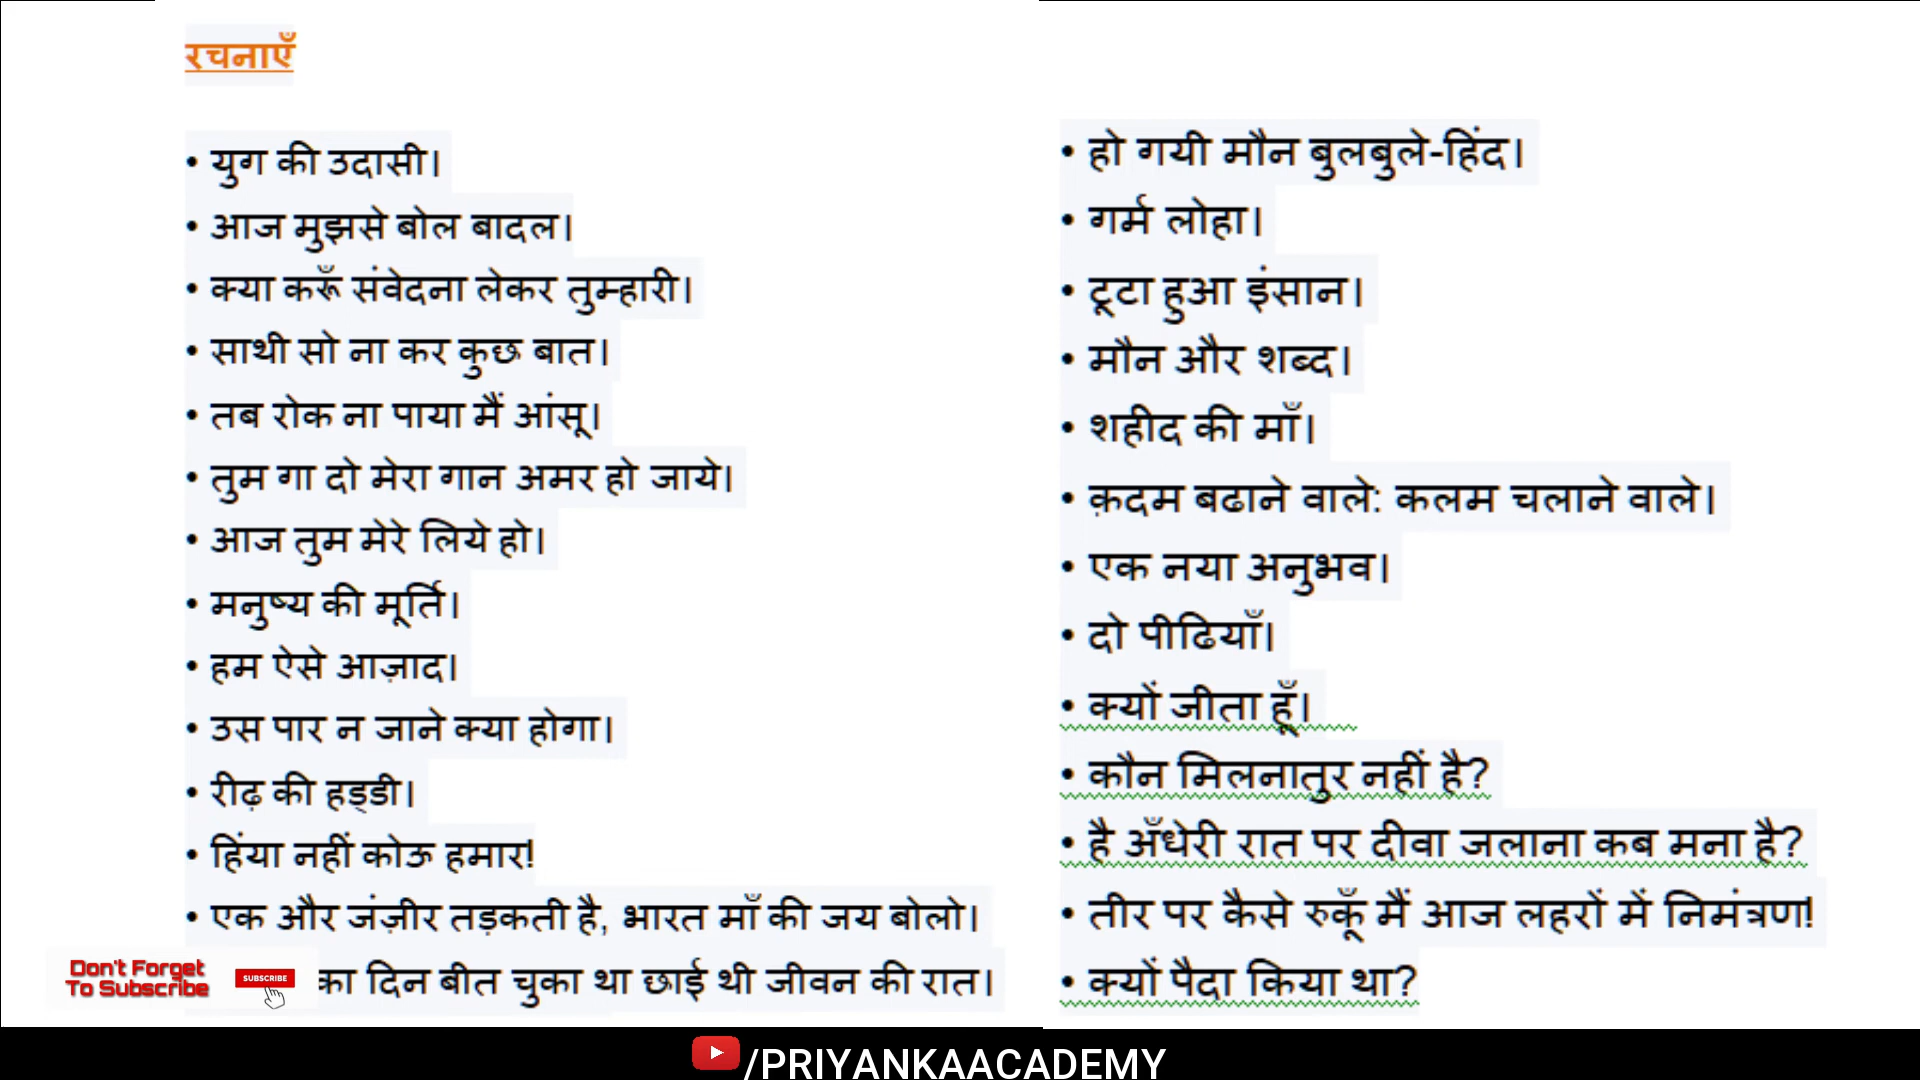 रचनाएँ
• युग की उदासी।
• आज मुझसे बोल बादल।
• क्या करूँ संवेदना लेकर तुम्हारी।
• साथी सो ना कर कुछ बात।
• तब रोक ना पाया मैं आंसू।
• तुम गा दो मेरा गान अमर हो जाये।
• आज तुम मेरे लिये हो।
• मनुष्य की मूर्ति।
• हम ऐसे आज़ाद।
• उस पार न जाने क्या होगा।
• रीढ़ की हड्डी।
• हिंया नहीं कोऊ हमार!
• एक और जंज़ीर तड़कती है, भारत माँ की जय बोलो।
का दिन बीत चुका था छाई थी जीवन की रात।
• हो गयी मौन बुलबुले-हिंद।
• गर्म लोहा।
• टूटा हुआ इंसान।
• मौन और शब्द।
• शहीद की माँ।
• क़दम बढाने वाले: कलम चलाने वाले।
• एक नया अनुभव।
• दो पीढियाँ।
• क्यों जीता हूँ।
• कौन मिलनातुर नहीं है?
• है अँधेरी रात पर दीवा जलाना कब मना है?
• तीर पर कैसे रुकूँ मैं आज लहरों में निमंत्रण!
• क्यों पैदा किया था?
Don't Forget
To Subscribe
SUBSCRIBE
/PRIYANKAACADEMY